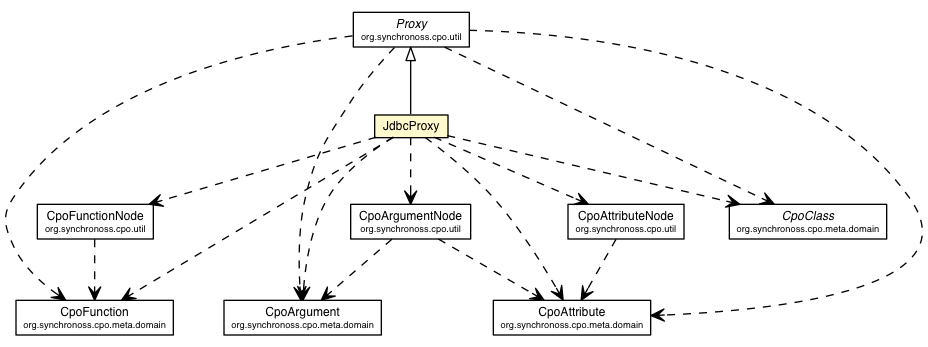 Proxy
org.synchronoss.cpo.util
JdbcProxy
CpoFunctionNode
org.synchronoss.cpo.util
CpoArgumentNode
org.synchronoss.cpo.util
CpoAttributeNode
org.synchronoss.cpo.util
CpoClass
org.synchronoss.cpo.meta.domain
CpoFunction
org.synchronoss.cpo.meta.domain
CpoArgument
org.synchronoss.cpo.meta.domain
CpoAttribute
org.synchronoss.cpo.meta.domain